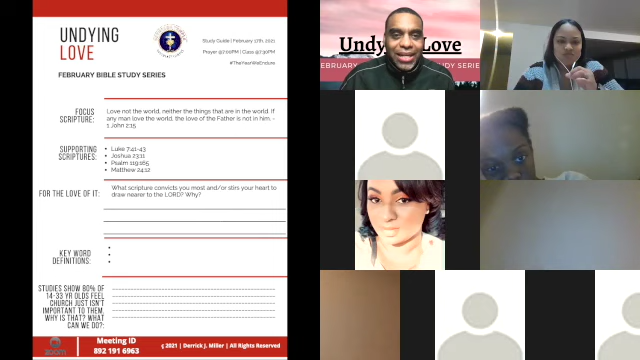 UNDYING
LOVE
Study Guide | February 17th, 2021
Prayer @7:00PM | Class @7:30PM
#TheYearWeEndure
FEBRUARY BIBLE STUDY SERIES
FOCUS
SCRIPTURE:
Love not the world, neither the things that are in the world. If
any man love the world, the love of the Father is not in him. -
1 John 2:15
SUPPORTING
SCRIPTURES:
• Luke 7:41-43
• Joshua 23:11
• Psalm 119:165
• Matthew 24:12
FOR THE LOVE OF IT:
What scripture convicts you most and/or stirs your heart to
draw nearer to the LORD? Why?
KEY WORD
DEFINITIONS:
STUDIES SHOW 80% OF
14-33 YR OLDS FEEL
CHURCH JUST ISN'T
IMPORTANT TO THEM.
WHY IS THAT? WHAT
CAN WE DO?:
zoom
Meeting ID
892 191 6963
© 2021 | Derrick J. Miller | All Rights Reserved
Undy Love
EBRUARY BIB UDY SERIES